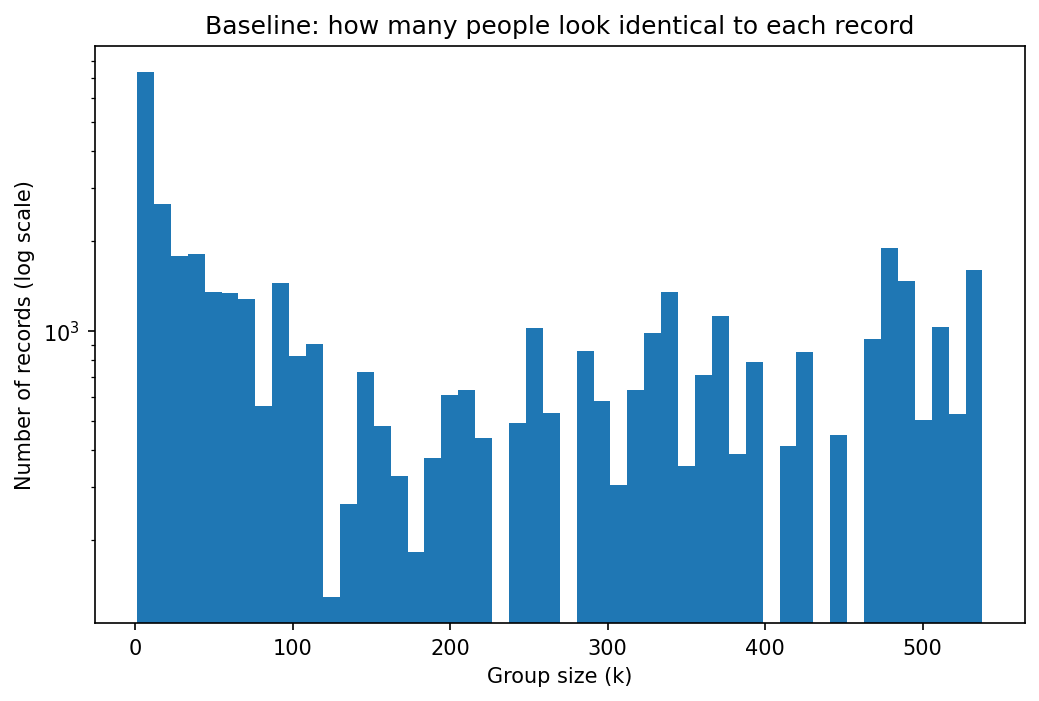 Baseline: how many people look identical to each record
Number of records (log scale)
10³
0 100 200 300 400 500
Group size (k)